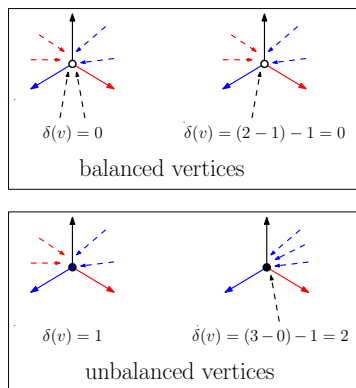 δ(v) = 0
δ(v) = (2 − 1) − 1 = 0
balanced vertices
δ(v) = 1
δ(v) = (3 − 0) − 1 = 2
unbalanced vertices